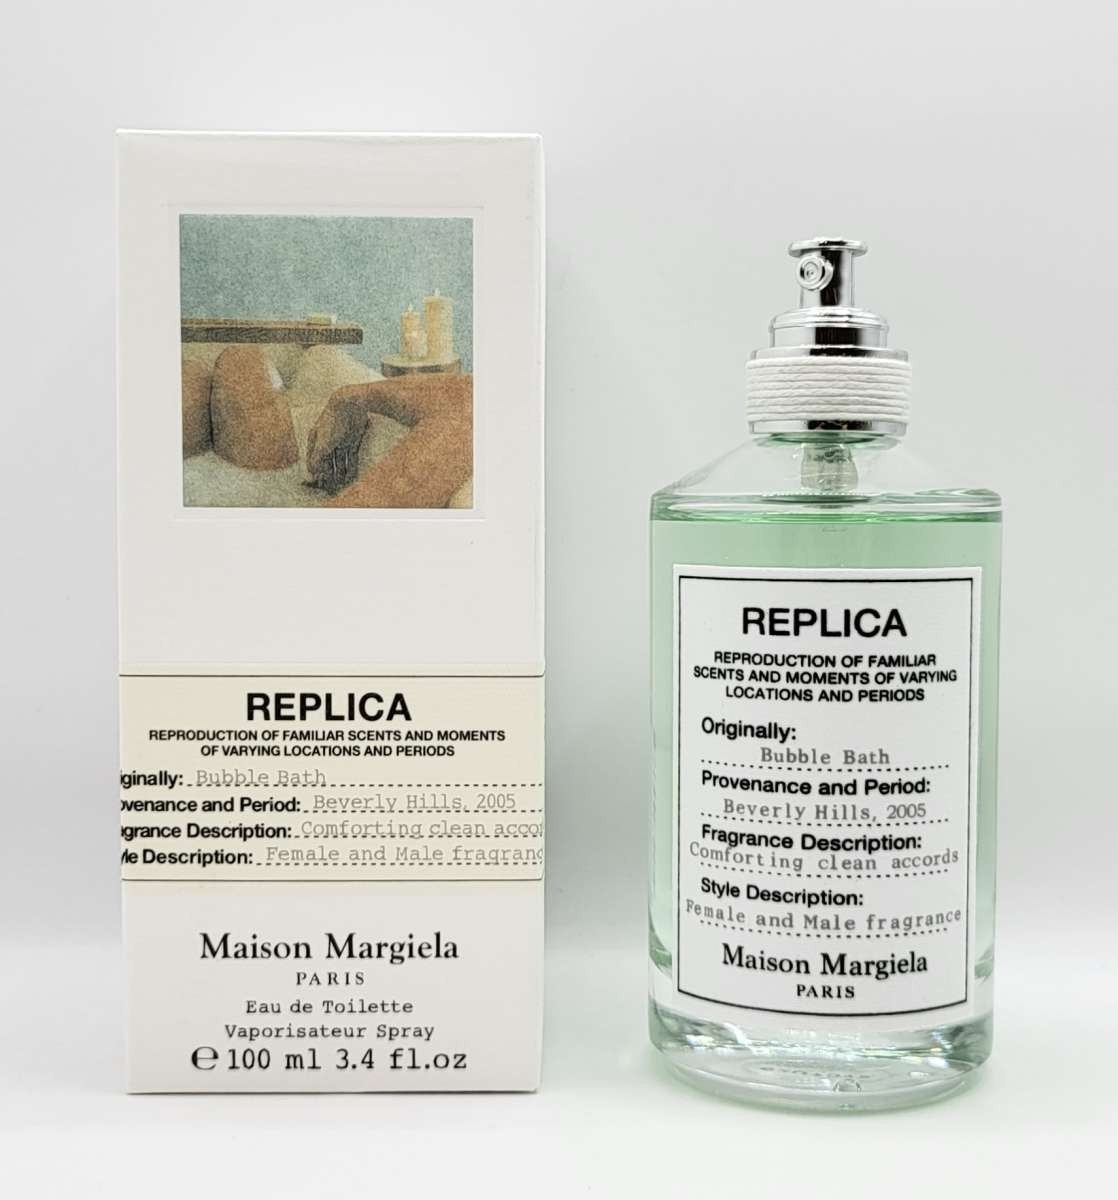 REPLICA
REPRODUCTION OF FAMILIAR SCENTS AND MOMENTS
OF VARYING LOCATIONS AND PERIODS
iginally: Bubble Bath
ovenance and Period: Beverly Hills, 2005
agrance Description: Comforting clean acco
yle Description: Female and Male fragranc
Maison Margiela
PARIS
Eau de Toilette
Vaporisateur Spray
℮ 100 ml 3.4 fl.oz
REPLICA
REPRODUCTION OF FAMILIAR
SCENTS AND MOMENTS OF VARYING
LOCATIONS AND PERIODS
Originally:
Bubble Bath
Provenance and Period:
Beverly Hills, 2005
Fragrance Description:
Comforting clean accords
Style Description:
Female and Male fragrance
Maison Margiela
PARIS